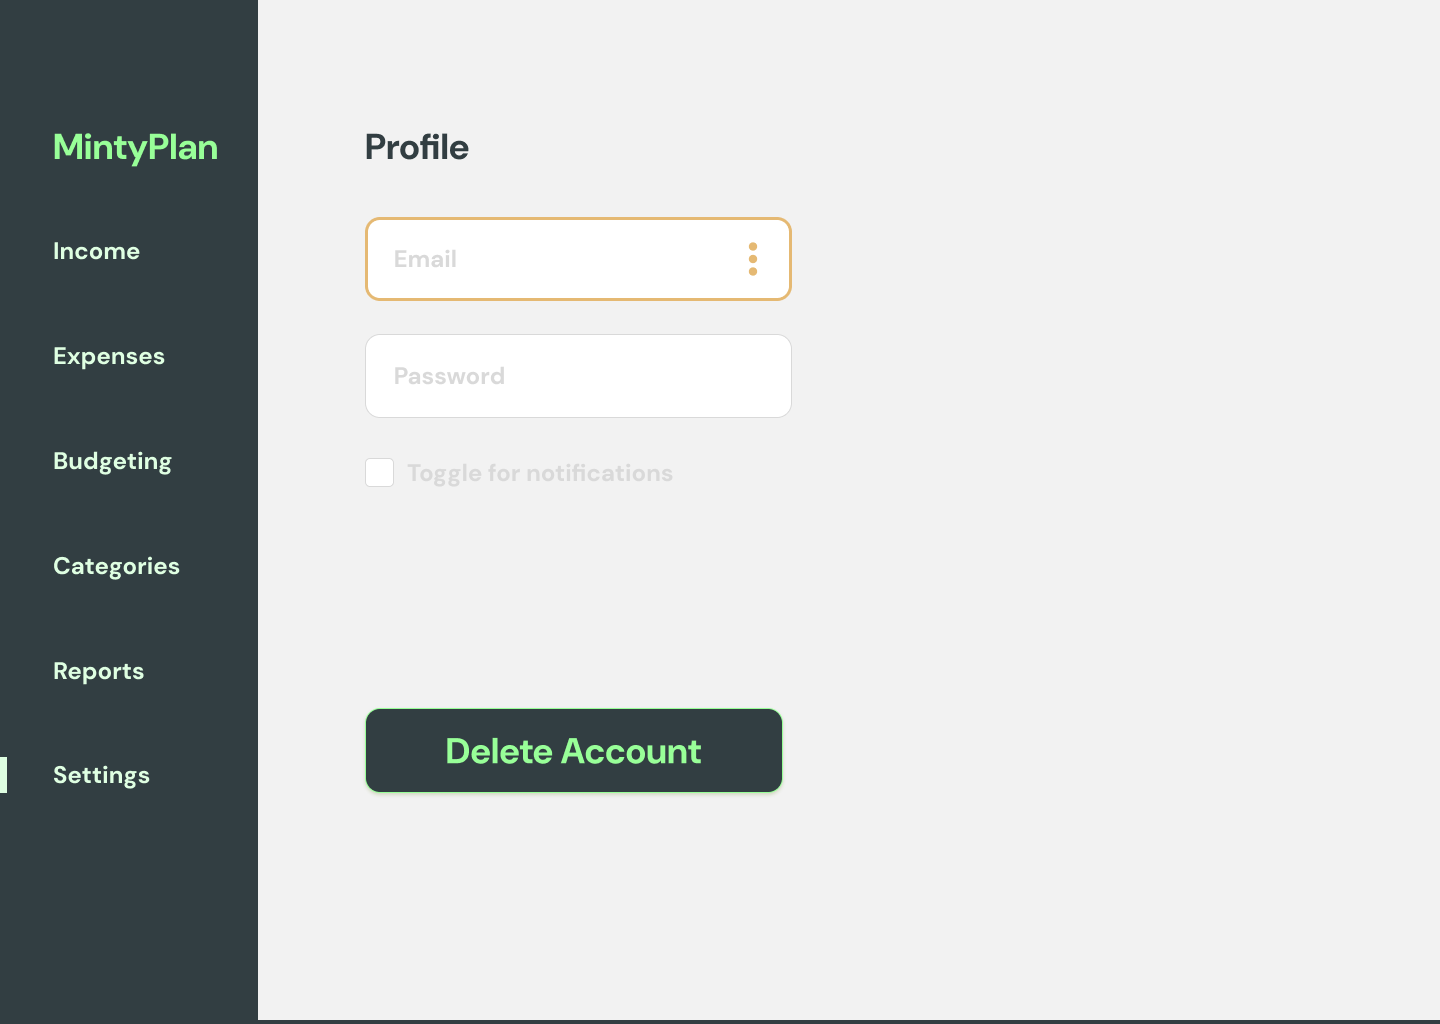 MintyPlan
Income
Expenses
Budgeting
Categories
Reports
Settings
Profile
Email
Password
Toggle for notifications
Delete Account